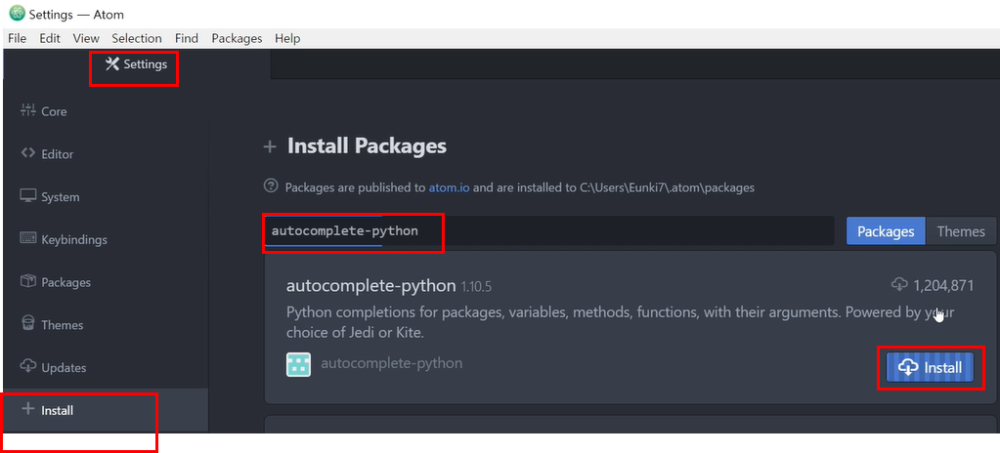 Settings — Atom
File Edit View Selection Find Packages Help
Settings
Core
Editor
System
Keybindings
Packages
Themes
Updates
Install
Install Packages
Packages are published to atom.io and are installed to C:\Users\Eunki7\.atom\packages
autocomplete-python
Packages Themes
autocomplete-python 1.10.5
1,204,871
Python completions for packages, variables, methods, functions, with their arguments. Powered by your
choice of Jedi or Kite.
autocomplete-python
Install